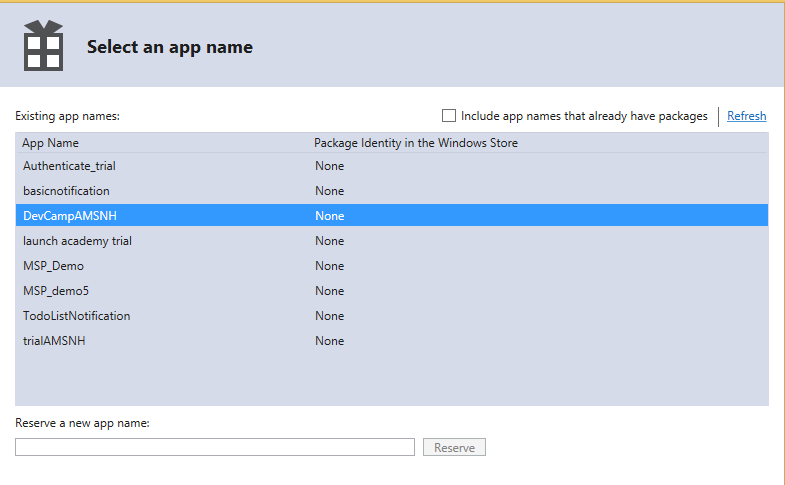 Select an app name
Existing app names:
Include app names that already have packages
Refresh
App Name Package Identity in the Windows Store
Authenticate_trial None
basicnotification None
DevCampAMSNH None
launch academy trial None
MSP_Demo None
MSP_demo5 None
TodoListNotification None
trialAMSNH None
Reserve a new app name:
Reserve